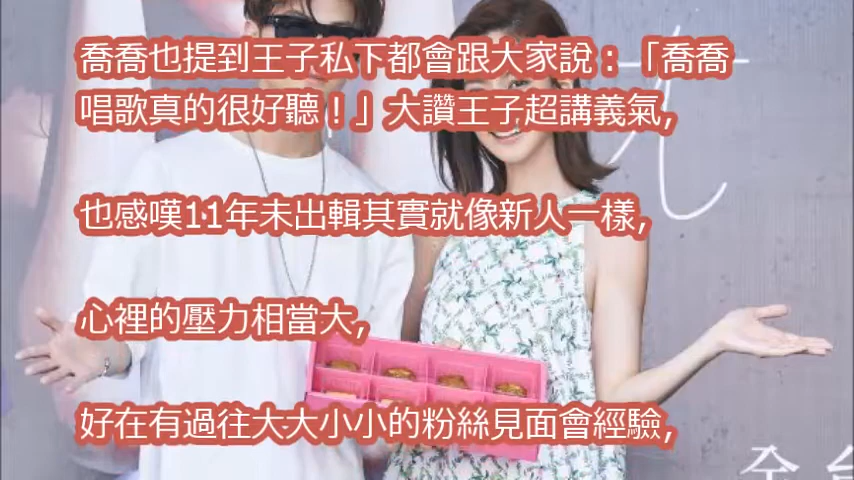 喬喬也提到王子私下都會跟大家說：「喬喬
唱歌真的很好聽！」大讚王子超講義氣，
也感嘆11年未出輯其實就像新人一樣，
心裡的壓力相當大，
好在有過往大大小小的粉絲見面會經驗，
全台